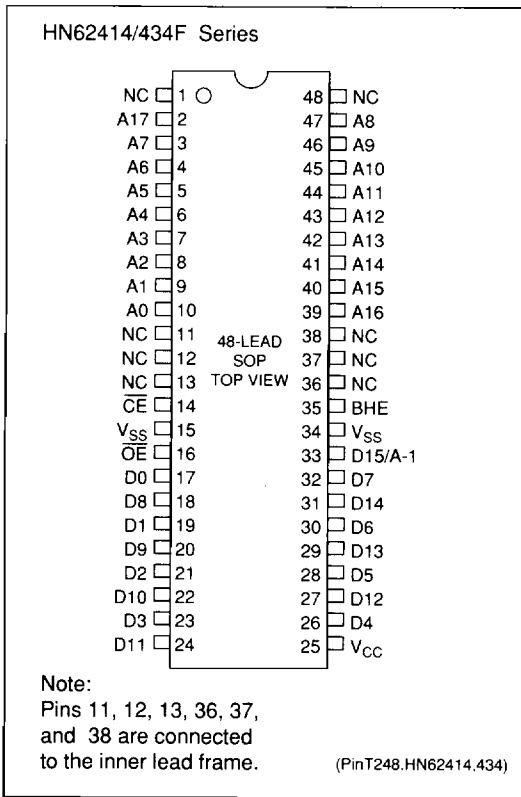 HN62414/434F Series
NC 1 48 NC
A17 2 47 A8
A7 3 46 A9
A6 4 45 A10
A5 5 44 A11
A4 6 43 A12
A3 7 42 A13
A2 8 41 A14
A1 9 40 A15
A0 10 39 A16
NC 11 38 NC
NC 12 37 NC
NC 13 36 NC
C̅E̅ 14 35 BHE
VSS 15 34 VSS
O̅E̅ 16 33 D15/A-1
D0 17 32 D7
D8 18 31 D14
D1 19 30 D6
D9 20 29 D13
D2 21 28 D5
D10 22 27 D12
D3 23 26 D4
D11 24 25 VCC
48-LEAD
SOP
TOP VIEW
Note:
Pins 11, 12, 13, 36, 37,
and 38 are connected
to the inner lead frame.
(PinT248.HN62414,434)